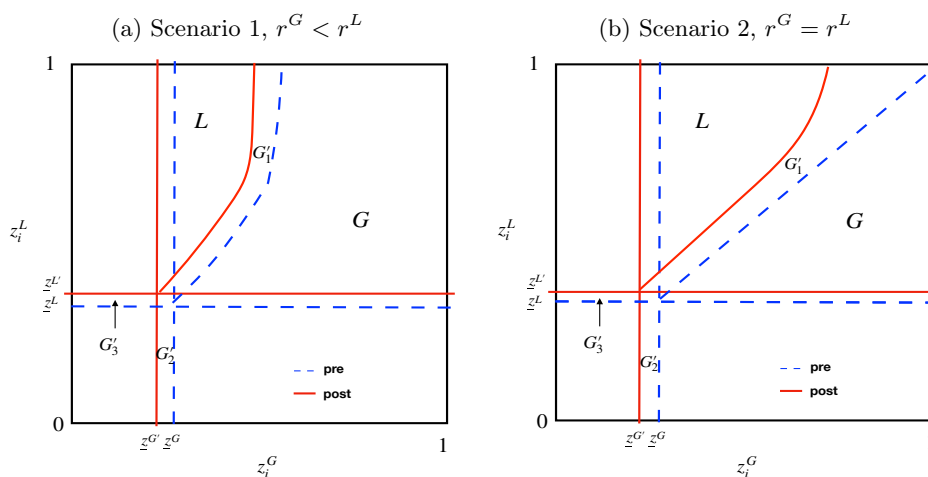 (a) Scenario 1, r^G < r^L
1
L
G'_1
G
z_i^L
z̲^{L'}
z̲^L
G'_3
G'_2
pre
post
0
z̲^{G'} z̲^G
1
z_i^G
(b) Scenario 2, r^G = r^L
1
L
G'_1
G
z_i^L
z̲^{L'}
z̲^L
G'_3
G'_2
pre
post
0
z̲^{G'} z̲^G
z_i^G